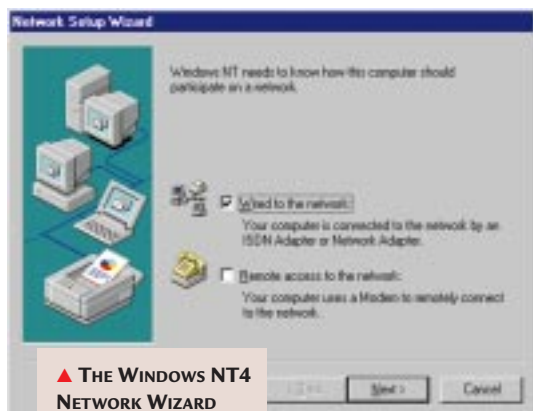 Network Setup Wizard
Windows NT needs to know how this computer should
participate on a network.
Wired to the network:
Your computer is connected to the network by an
ISDN Adapter or Network Adapter.
Remote access to the network:
Your computer uses a Modem to remotely connect
to the network.
Next > Cancel
▲ THE WINDOWS NT4
NETWORK WIZARD